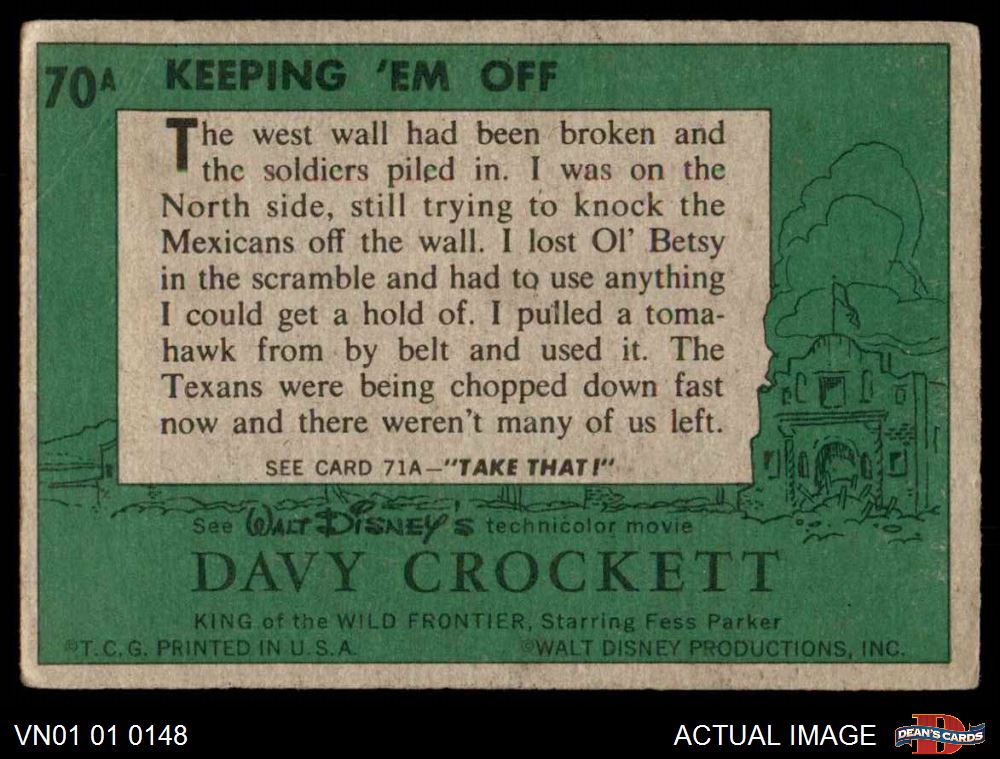 70A KEEPING 'EM OFF
The west wall had been broken and
the soldiers piled in. I was on the
North side, still trying to knock the
Mexicans off the wall. I lost Ol' Betsy
in the scramble and had to use anything
I could get a hold of. I pulled a toma-
hawk from by belt and used it. The
Texans were being chopped down fast
now and there weren't many of us left.
SEE CARD 71A—"TAKE THAT!"
See WALT DISNEY'S technicolor movie
DAVY CROCKETT
KING of the WILD FRONTIER, Starring Fess Parker
©T.C.G. PRINTED IN U.S.A. ©WALT DISNEY PRODUCTIONS, INC.
VN01 01 0148 ACTUAL IMAGE DEAN'S CARDS